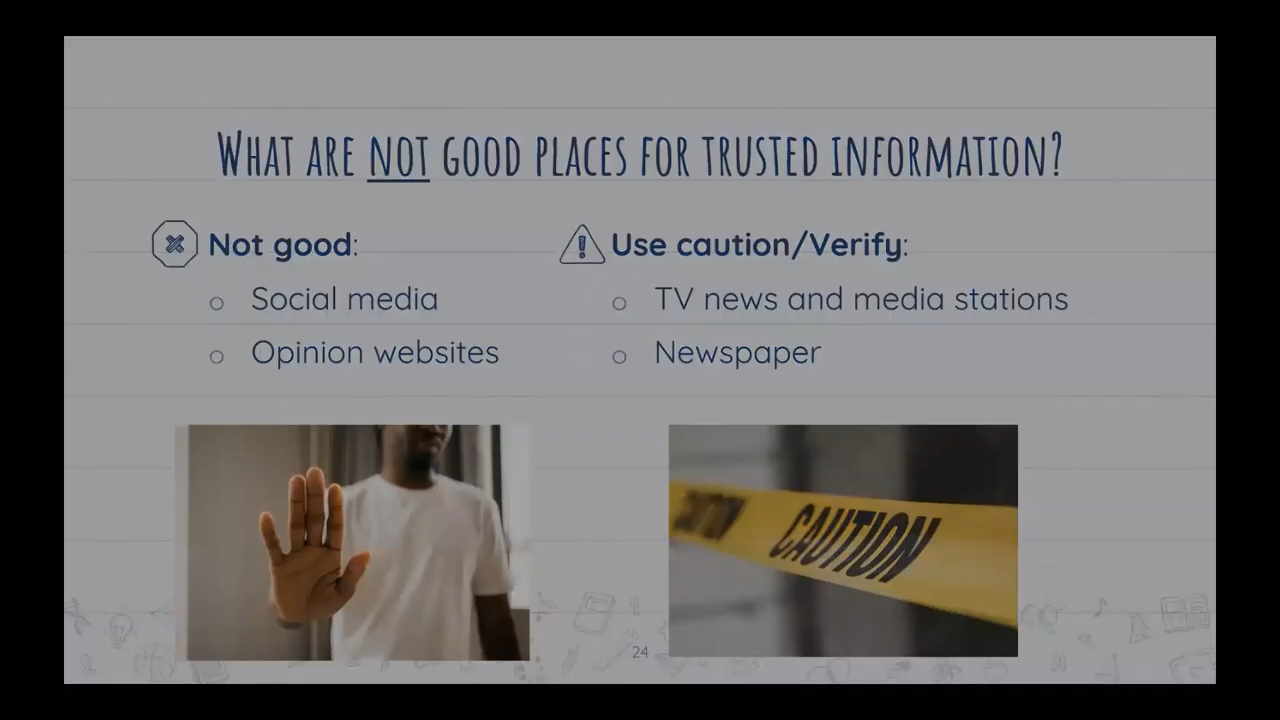 WHAT ARE NOT GOOD PLACES FOR TRUSTED INFORMATION?
Not good:
Social media
Opinion websites
Use caution/Verify:
TV news and media stations
Newspaper
CAUTION
CAUTION
24